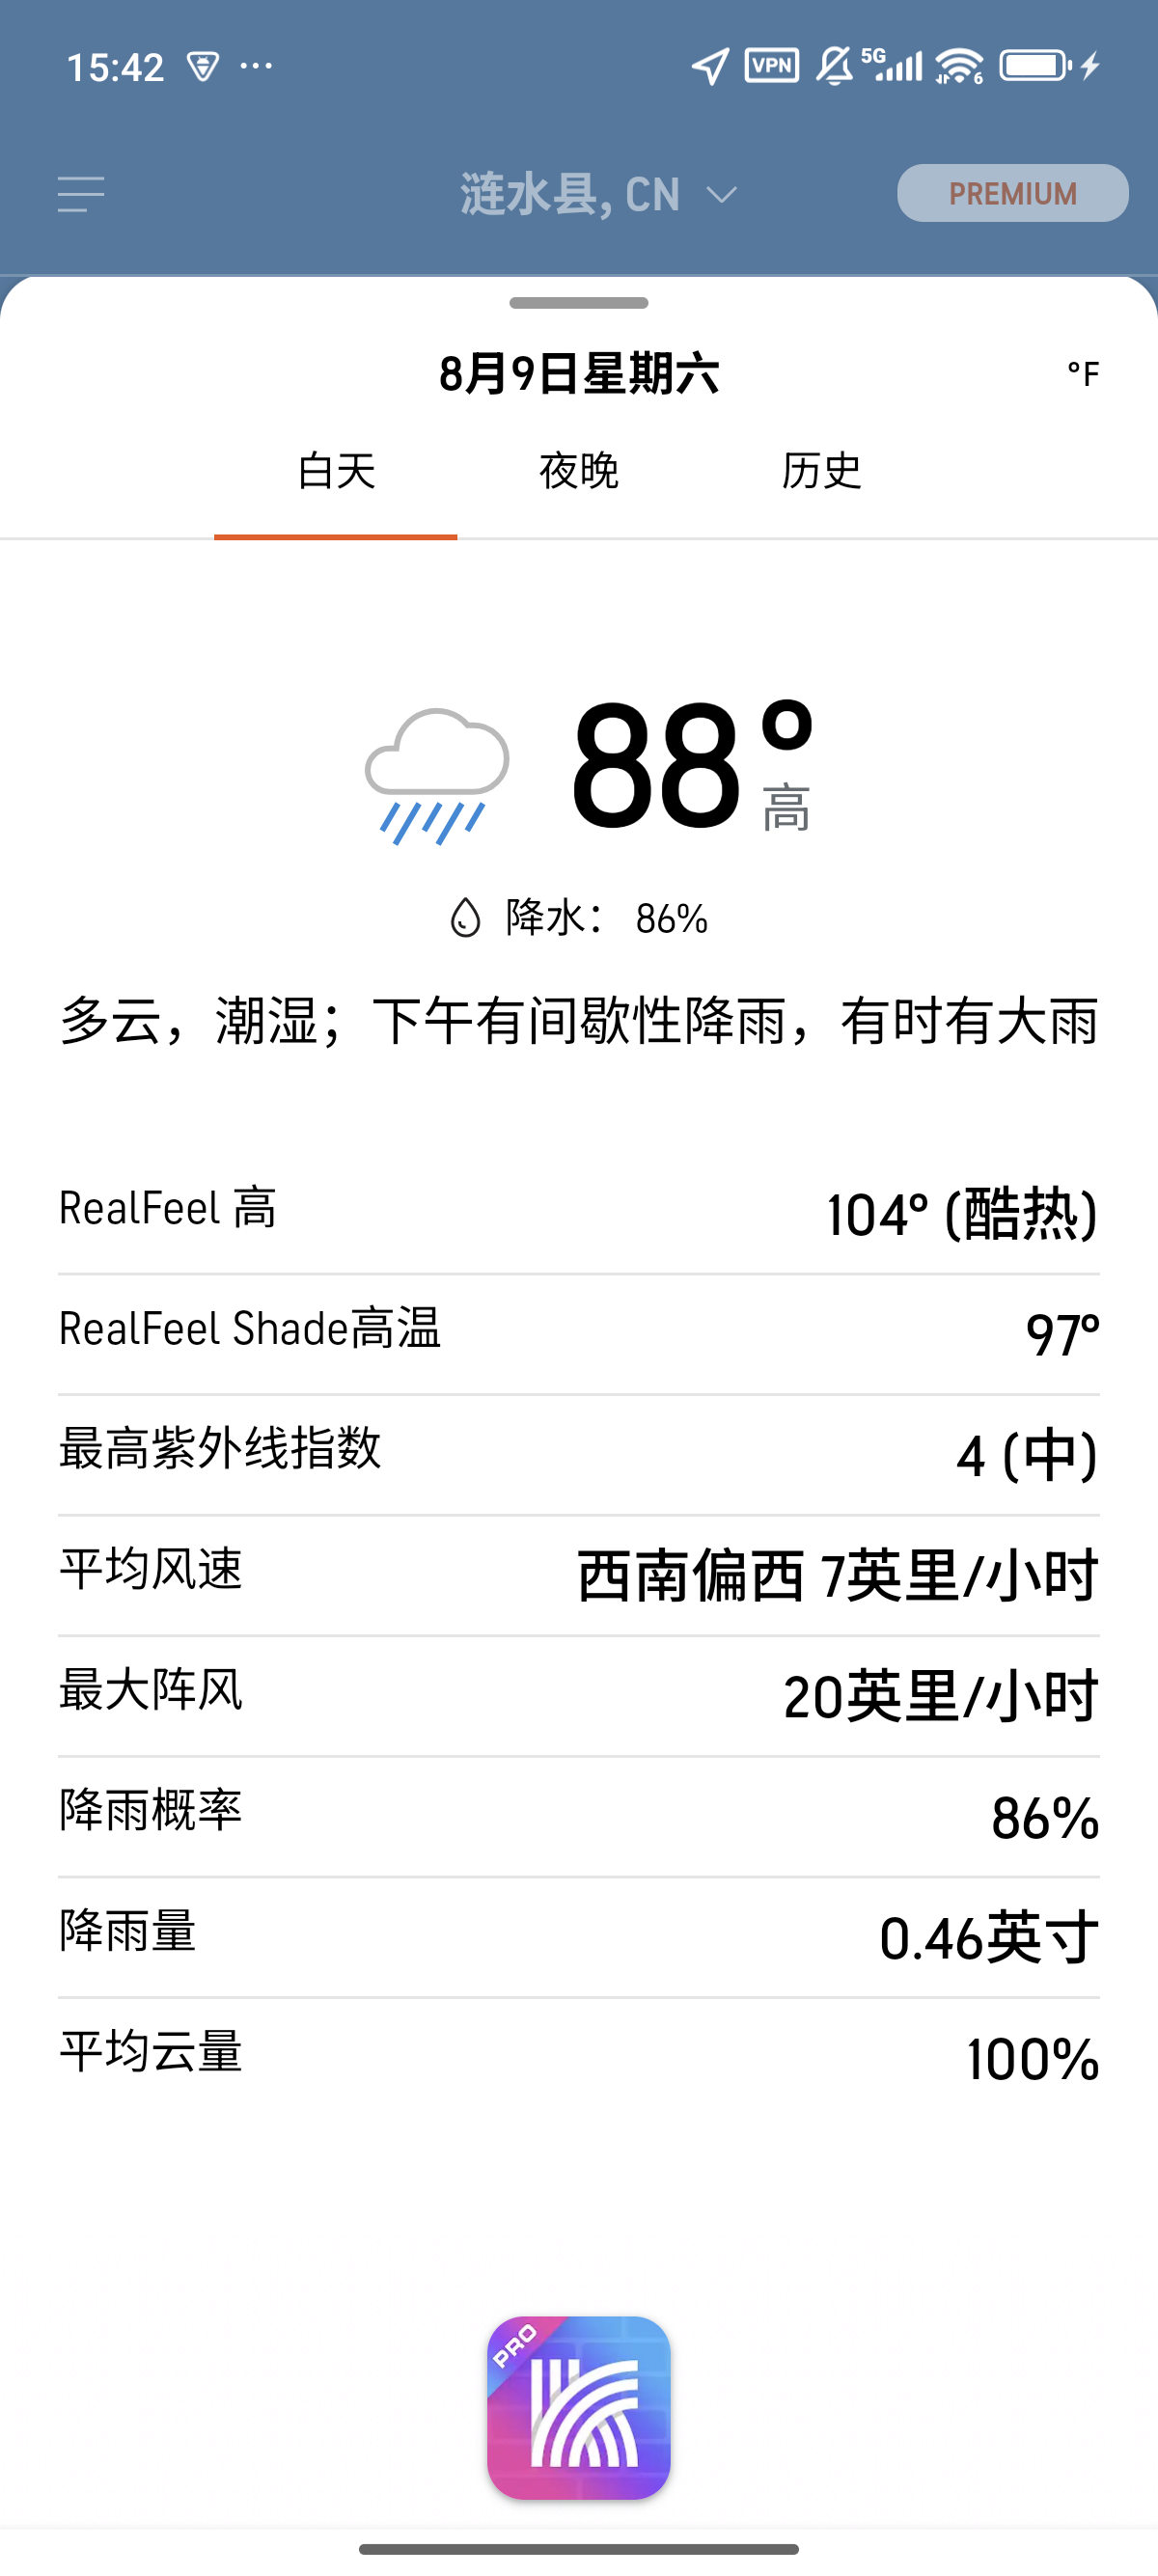 15:42 ··· VPN 5G 6
涟水县, CN PREMIUM
8月9日星期六 °F
白天 夜晚 历史
88°
高
降水： 86%
多云，潮湿；下午有间歇性降雨，有时有大雨
RealFeel 高 104° (酷热)
RealFeel Shade高温 97°
最高紫外线指数 4 (中)
平均风速 西南偏西 7英里/小时
最大阵风 20英里/小时
降雨概率 86%
降雨量 0.46英寸
平均云量 100%
PRO